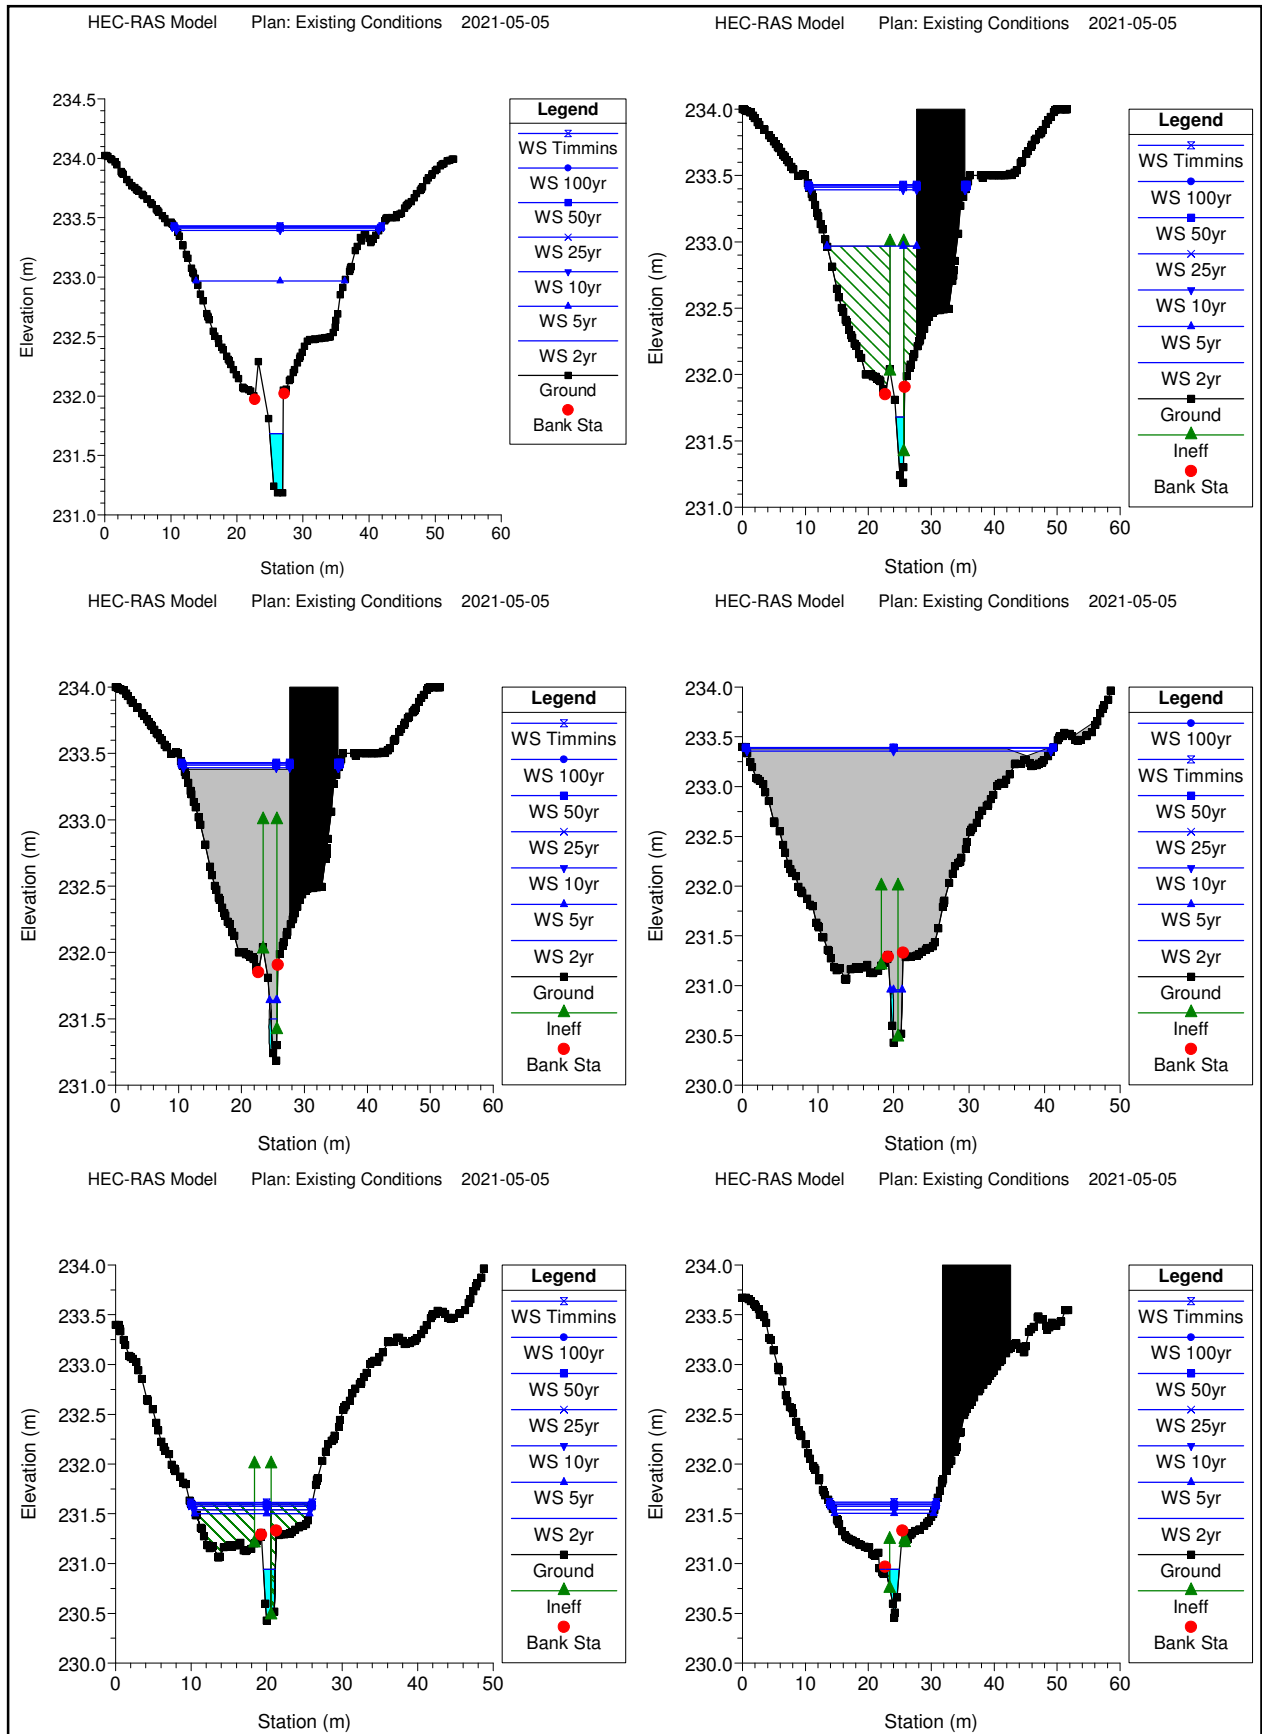 HEC-RAS Model Plan: Existing Conditions 2021-05-05
234.5
234.0
233.5
233.0
232.5
232.0
231.5
231.0
0 10 20 30 40 50 60
Station (m)
Elevation (m)
Legend
WS Timmins
WS 100yr
WS 50yr
WS 25yr
WS 10yr
WS 5yr
WS 2yr
Ground
Bank Sta
HEC-RAS Model Plan: Existing Conditions 2021-05-05
234.0
233.5
233.0
232.5
232.0
231.5
231.0
0 10 20 30 40 50 60
Station (m)
Elevation (m)
Legend
WS Timmins
WS 100yr
WS 50yr
WS 25yr
WS 10yr
WS 5yr
WS 2yr
Ground
Ineff
Bank Sta
HEC-RAS Model Plan: Existing Conditions 2021-05-05
234.0
233.5
233.0
232.5
232.0
231.5
231.0
0 10 20 30 40 50 60
Station (m)
Elevation (m)
Legend
WS Timmins
WS 100yr
WS 50yr
WS 25yr
WS 10yr
WS 5yr
WS 2yr
Ground
Ineff
Bank Sta
HEC-RAS Model Plan: Existing Conditions 2021-05-05
234.0
233.5
233.0
232.5
232.0
231.5
231.0
230.5
230.0
0 10 20 30 40 50
Station (m)
Elevation (m)
Legend
WS 100yr
WS Timmins
WS 50yr
WS 25yr
WS 10yr
WS 5yr
WS 2yr
Ground
Ineff
Bank Sta
HEC-RAS Model Plan: Existing Conditions 2021-05-05
234.0
233.5
233.0
232.5
232.0
231.5
231.0
230.5
230.0
0 10 20 30 40 50
Station (m)
Elevation (m)
Legend
WS Timmins
WS 100yr
WS 50yr
WS 25yr
WS 10yr
WS 5yr
WS 2yr
Ground
Ineff
Bank Sta
HEC-RAS Model Plan: Existing Conditions 2021-05-05
234.0
233.5
233.0
232.5
232.0
231.5
231.0
230.5
230.0
0 10 20 30 40 50 60
Station (m)
Elevation (m)
Legend
WS Timmins
WS 100yr
WS 50yr
WS 25yr
WS 10yr
WS 5yr
WS 2yr
Ground
Ineff
Bank Sta